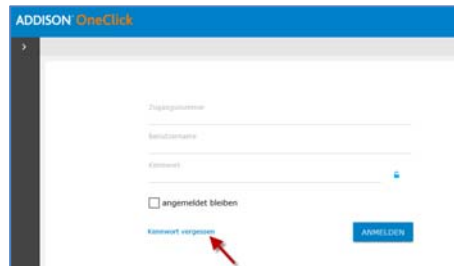 ADDISON OneClick
Zugangsnummer
Benutzername
Kennwort
angemeldet bleiben
Kennwort vergessen
ANMELDEN